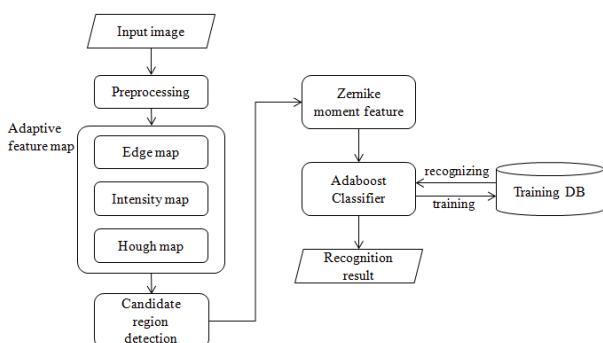 Input image
Preprocessing
Adaptive
feature map
Edge map
Intensity map
Hough map
Candidate
region
detection
Zernike
moment feature
Adaboost
Classifier
recognizing
training
Training DB
Recognition
result